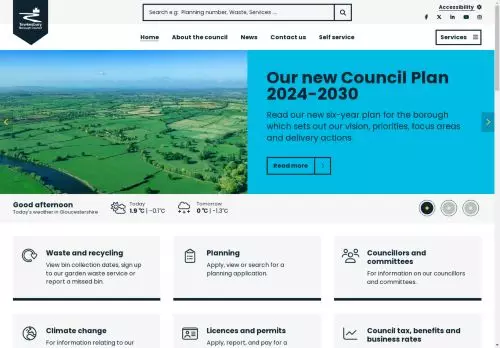 Accessibility
Tewkesbury
Borough Council
Search e.g. Planning number, Waste, Services ...
Home About the council News Contact us Self service
Services
Our new Council Plan
2024-2030
Read our new six-year plan for the borough
which sets out our vision, priorities, focus areas
and delivery actions.
Read more
Good afternoon
Today's weather in Gloucestershire
Today
1.9 °C | -0.1°C
Tomorrow
0 °C | -1.3°C
Waste and recycling
View bin collection dates, sign up
to our garden waste service or
report a missed bin.
Planning
Apply, view or search for a
planning application.
Councillors and
committees
For information on our councillors
and committees.
Climate change
For information relating to our
Licences and permits
Apply, report, and pay for a
Council tax, benefits and
business rates